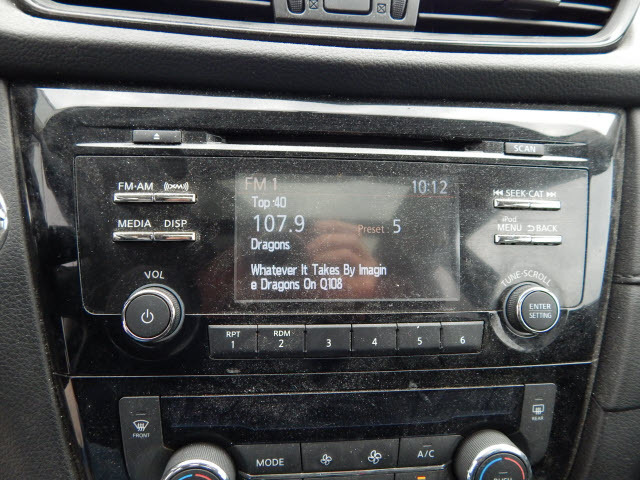 SCAN
FM·AM
FM 1
10:12
SEEK·CAT
Top:40
iPod
MEDIA DISP
107.9
Preset: 5
MENU BACK
Dragons
Whatever It Takes By Imagin
e Dragons On Q108
VOL
TUNE·SCROLL
ENTER
SETTING
RPT
1
RDM
2
3
4
5
6
FRONT
MODE
A/C
REAR